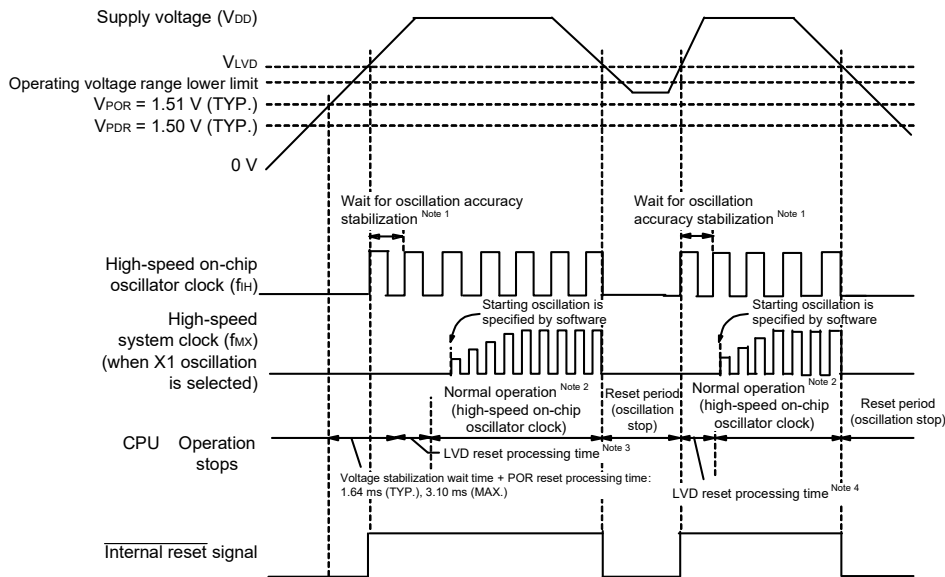 Supply voltage (VDD)
VLVD
Operating voltage range lower limit
VPOR = 1.51 V (TYP.)
VPDR = 1.50 V (TYP.)
0 V
Wait for oscillation accuracy
stabilization Note 1
Wait for oscillation
accuracy stabilization Note 1
High-speed on-chip
oscillator clock (fIH)
Starting oscillation is
specified by software
Starting oscillation is
specified by software
High-speed
system clock (fMX)
(when X1 oscillation
is selected)
Normal operation Note 2
(high-speed on-chip
oscillator clock)
Reset period
(oscillation
stop)
Normal operation Note 2
(high-speed on-chip
oscillator clock)
Reset period
(oscillation stop)
CPU Operation
stops
LVD reset processing time Note 3
Voltage stabilization wait time + POR reset processing time:
1.64 ms (TYP.), 3.10 ms (MAX.)
LVD reset processing time Note 4
Internal reset signal